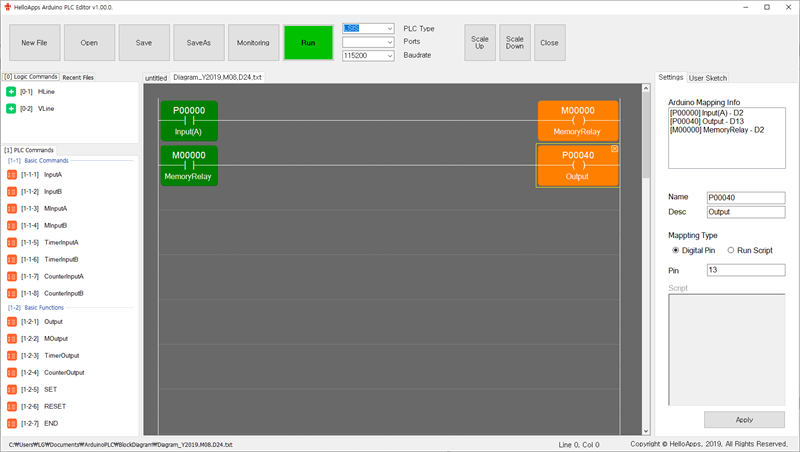 HelloApps Arduino PLC Editor v1.00.0.
New File
Open
Save
SaveAs
Monitoring
Run
LSIS
PLC Type
Ports
115200
Baudrate
Scale Up
Scale Down
Close
[0] Logic Commands
Recent Files
[0-1] HLine
[0-2] VLine
[1] PLC Commands
[1-1] Basic Commands
[1-1-1] InputA
[1-1-2] InputB
[1-1-3] MInputA
[1-1-4] MInputB
[1-1-5] TimerInputA
[1-1-6] TimerInputB
[1-1-7] CounterInputA
[1-1-8] CounterInputB
[1-2] Basic Functions
[1-2-1] Output
[1-2-2] MOutput
[1-2-3] TimerOutput
[1-2-4] CounterOutput
[1-2-5] SET
[1-2-6] RESET
[1-2-7] END
untitled
Diagram_Y2019.M08.D24.txt
P00000
Input(A)
M00000
MemoryRelay
M00000
MemoryRelay
P00040
Output
Settings
User Sketch
Arduino Mapping Info
[P00000] Input(A) - D2
[P00040] Output - D13
[M00000] MemoryRelay - D2
Name
P00040
Desc
Output
Mappting Type
Digital Pin
Run Script
Pin
13
Script
Apply
C:₩Users₩LG₩Documents₩ArduinoPLC₩BlockDiagram₩Diagram_Y2019.M08.D24.txt
Line 0, Col 0
Copyright © HelloApps, 2019, All Rights Reserved.